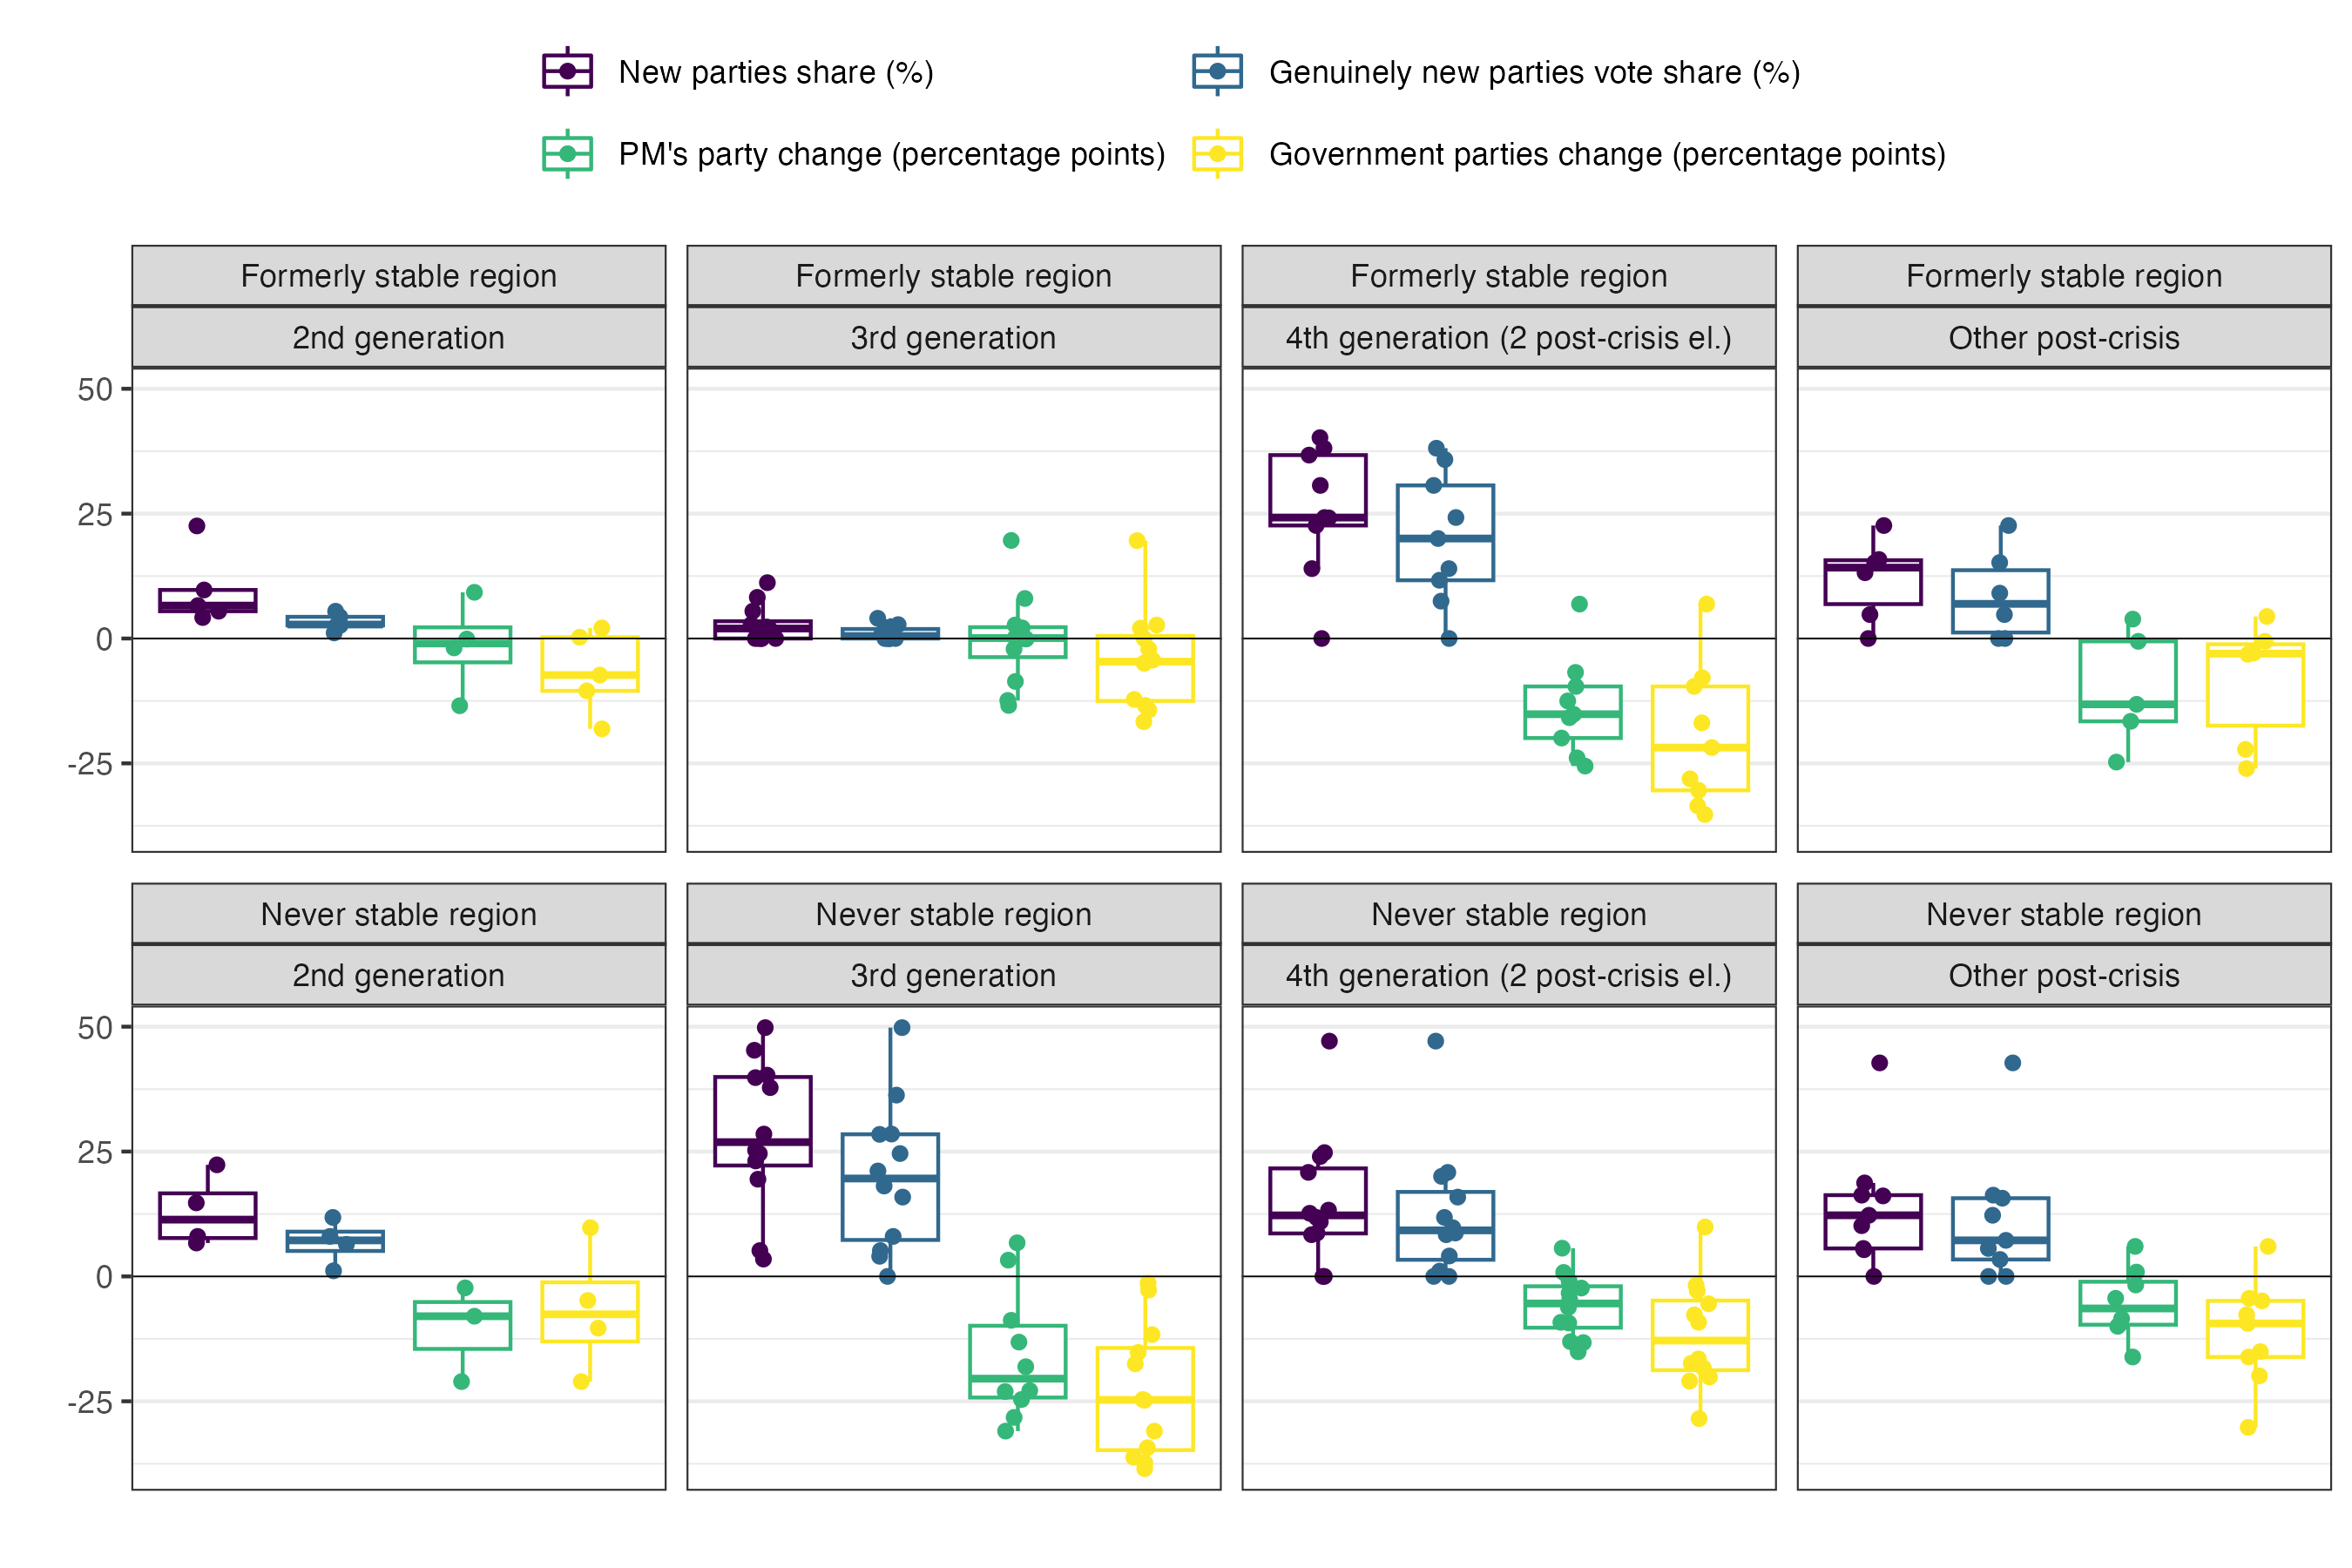 New parties share (%)
Genuinely new parties vote share (%)
PM's party change (percentage points)
Government parties change (percentage points)
Formerly stable region
Formerly stable region
Formerly stable region
Formerly stable region
2nd generation
3rd generation
4th generation (2 post-crisis el.)
Other post-crisis
50
25
0
-25
Never stable region
Never stable region
Never stable region
Never stable region
2nd generation
3rd generation
4th generation (2 post-crisis el.)
Other post-crisis
50
25
0
-25